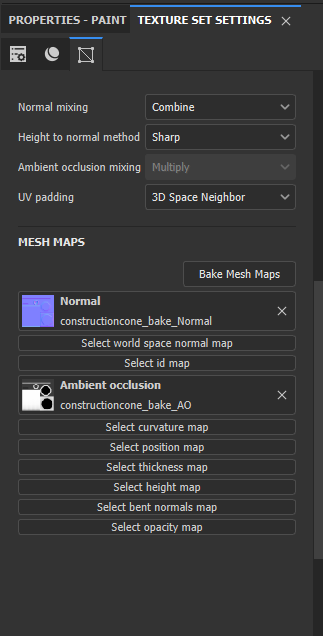 PROPERTIES - PAINT TEXTURE SET SETTINGS
Normal mixing Combine
Height to normal method Sharp
Ambient occlusion mixing Multiply
UV padding 3D Space Neighbor
MESH MAPS
Bake Mesh Maps
Normal
constructioncone_bake_Normal
Select world space normal map
Select id map
Ambient occlusion
constructioncone_bake_AO
Select curvature map
Select position map
Select thickness map
Select height map
Select bent normals map
Select opacity map